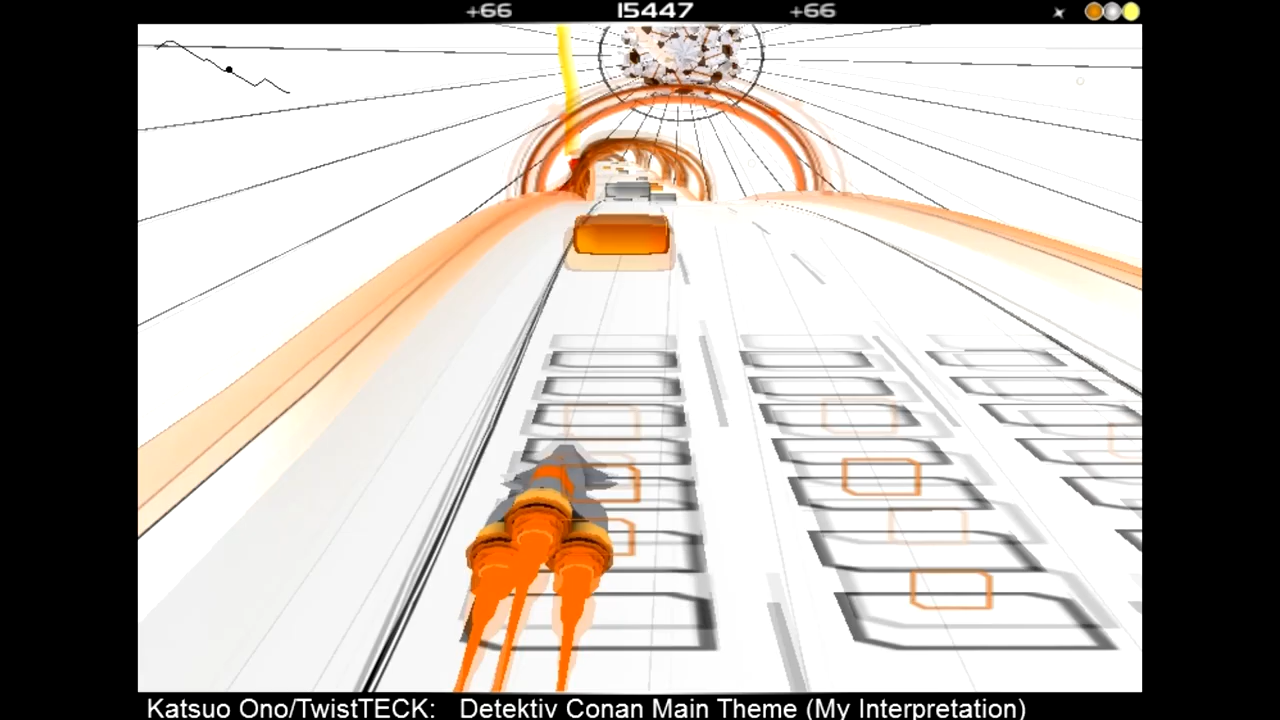 +66 15447 +66
Katsuo Ono/TwistTECK: Detektiv Conan Main Theme (My Interpretation)